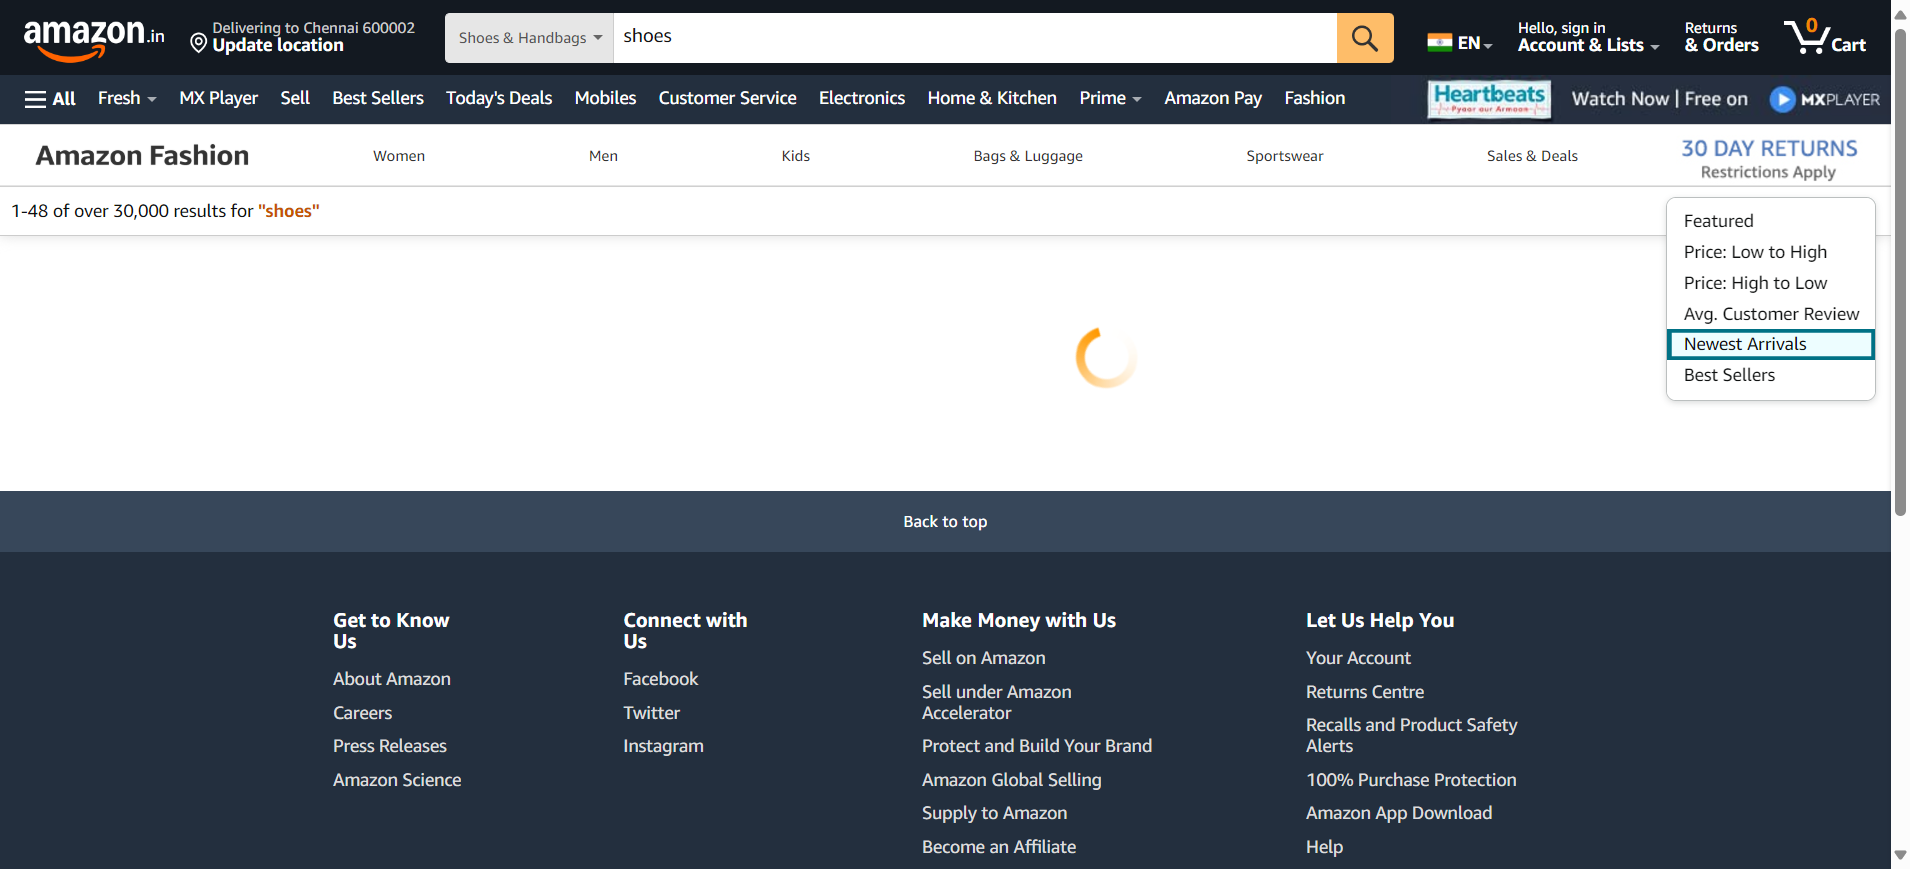 amazon.in
Delivering to Chennai 600002
Update location
Shoes & Handbags
shoes
EN
Hello, sign in
Account & Lists
Returns
& Orders
0
Cart
All
Fresh
MX Player
Sell
Best Sellers
Today's Deals
Mobiles
Customer Service
Electronics
Home & Kitchen
Prime
Amazon Pay
Fashion
Heartbeats
Pyaar aur Armaan
Watch Now | Free on
MXPLAYER
Amazon Fashion
Women
Men
Kids
Bags & Luggage
Sportswear
Sales & Deals
30 DAY RETURNS
Restrictions Apply
1-48 of over 30,000 results for "shoes"
Featured
Price: Low to High
Price: High to Low
Avg. Customer Review
Newest Arrivals
Best Sellers
Back to top
Get to Know
Us
About Amazon
Careers
Press Releases
Amazon Science
Connect with
Us
Facebook
Twitter
Instagram
Make Money with Us
Sell on Amazon
Sell under Amazon
Accelerator
Protect and Build Your Brand
Amazon Global Selling
Supply to Amazon
Become an Affiliate
Let Us Help You
Your Account
Returns Centre
Recalls and Product Safety
Alerts
100% Purchase Protection
Amazon App Download
Help